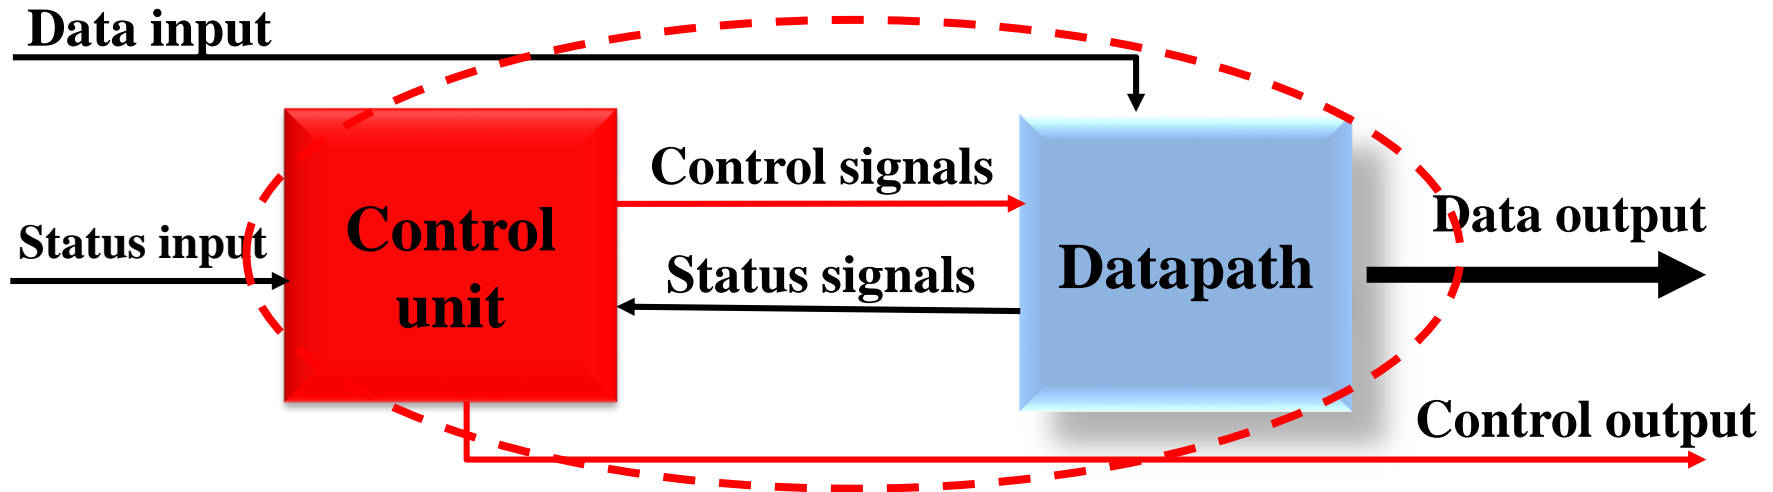 Data input
Control signals
Control
unit
Status input
Status signals
Datapath
Data output
Control output